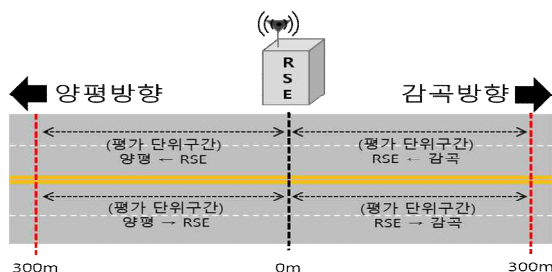 R
S
E
양평방향
감곡방향
(평가 단위구간)
양평 ← RSE
(평가 단위구간)
RSE ← 감곡
(평가 단위구간)
양평 → RSE
(평가 단위구간)
RSE → 감곡
300m
0m
300m